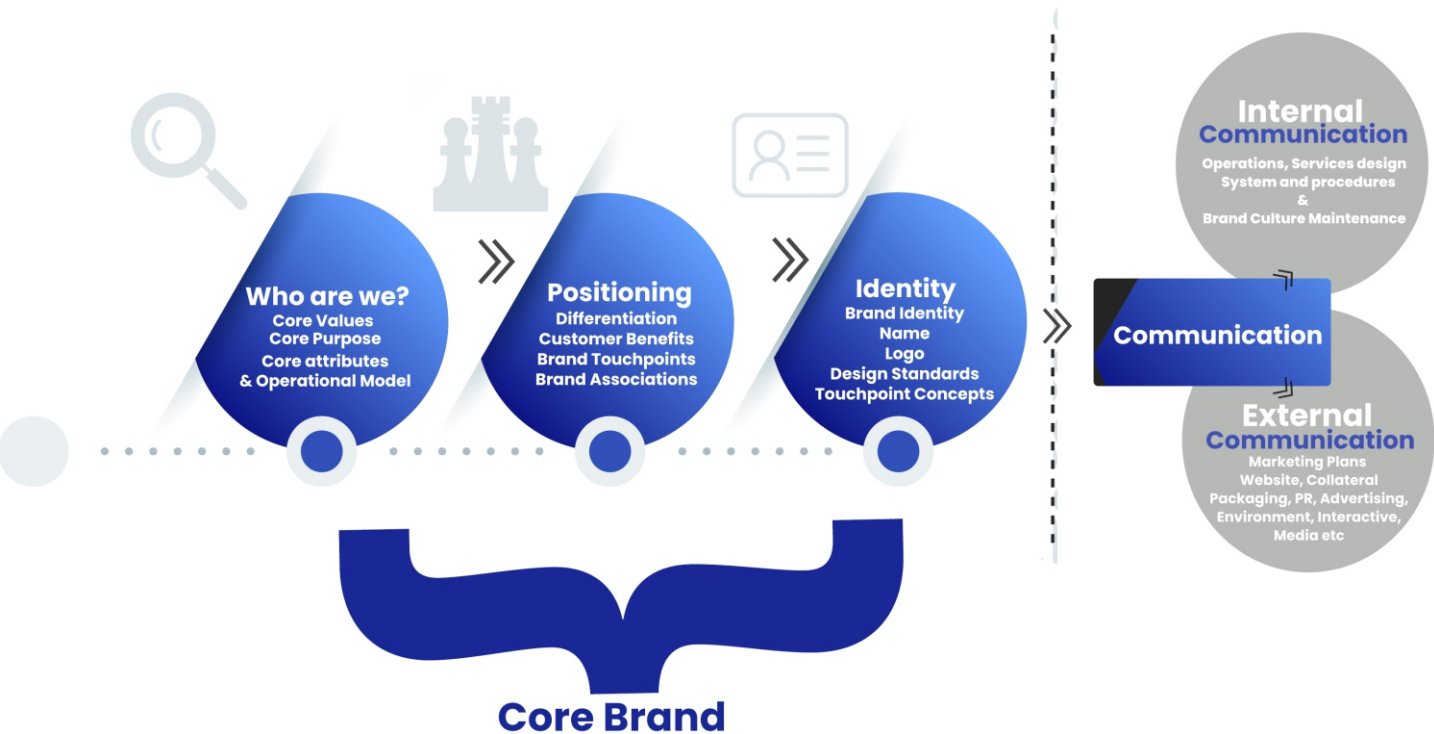 Who are we?
Core Values
Core Purpose
Core attributes
& Operational Model
Positioning
Differentiation
Customer Benefits
Brand Touchpoints
Brand Associations
Identity
Brand Identity
Name
Logo
Design Standards
Touchpoint Concepts
Core Brand
Internal
Communication
Operations, Services design
System and procedures
&
Brand Culture Maintenance
Communication
External
Communication
Marketing Plans
Website, Collateral
Packaging, PR, Advertising,
Environment, Interactive,
Media etc